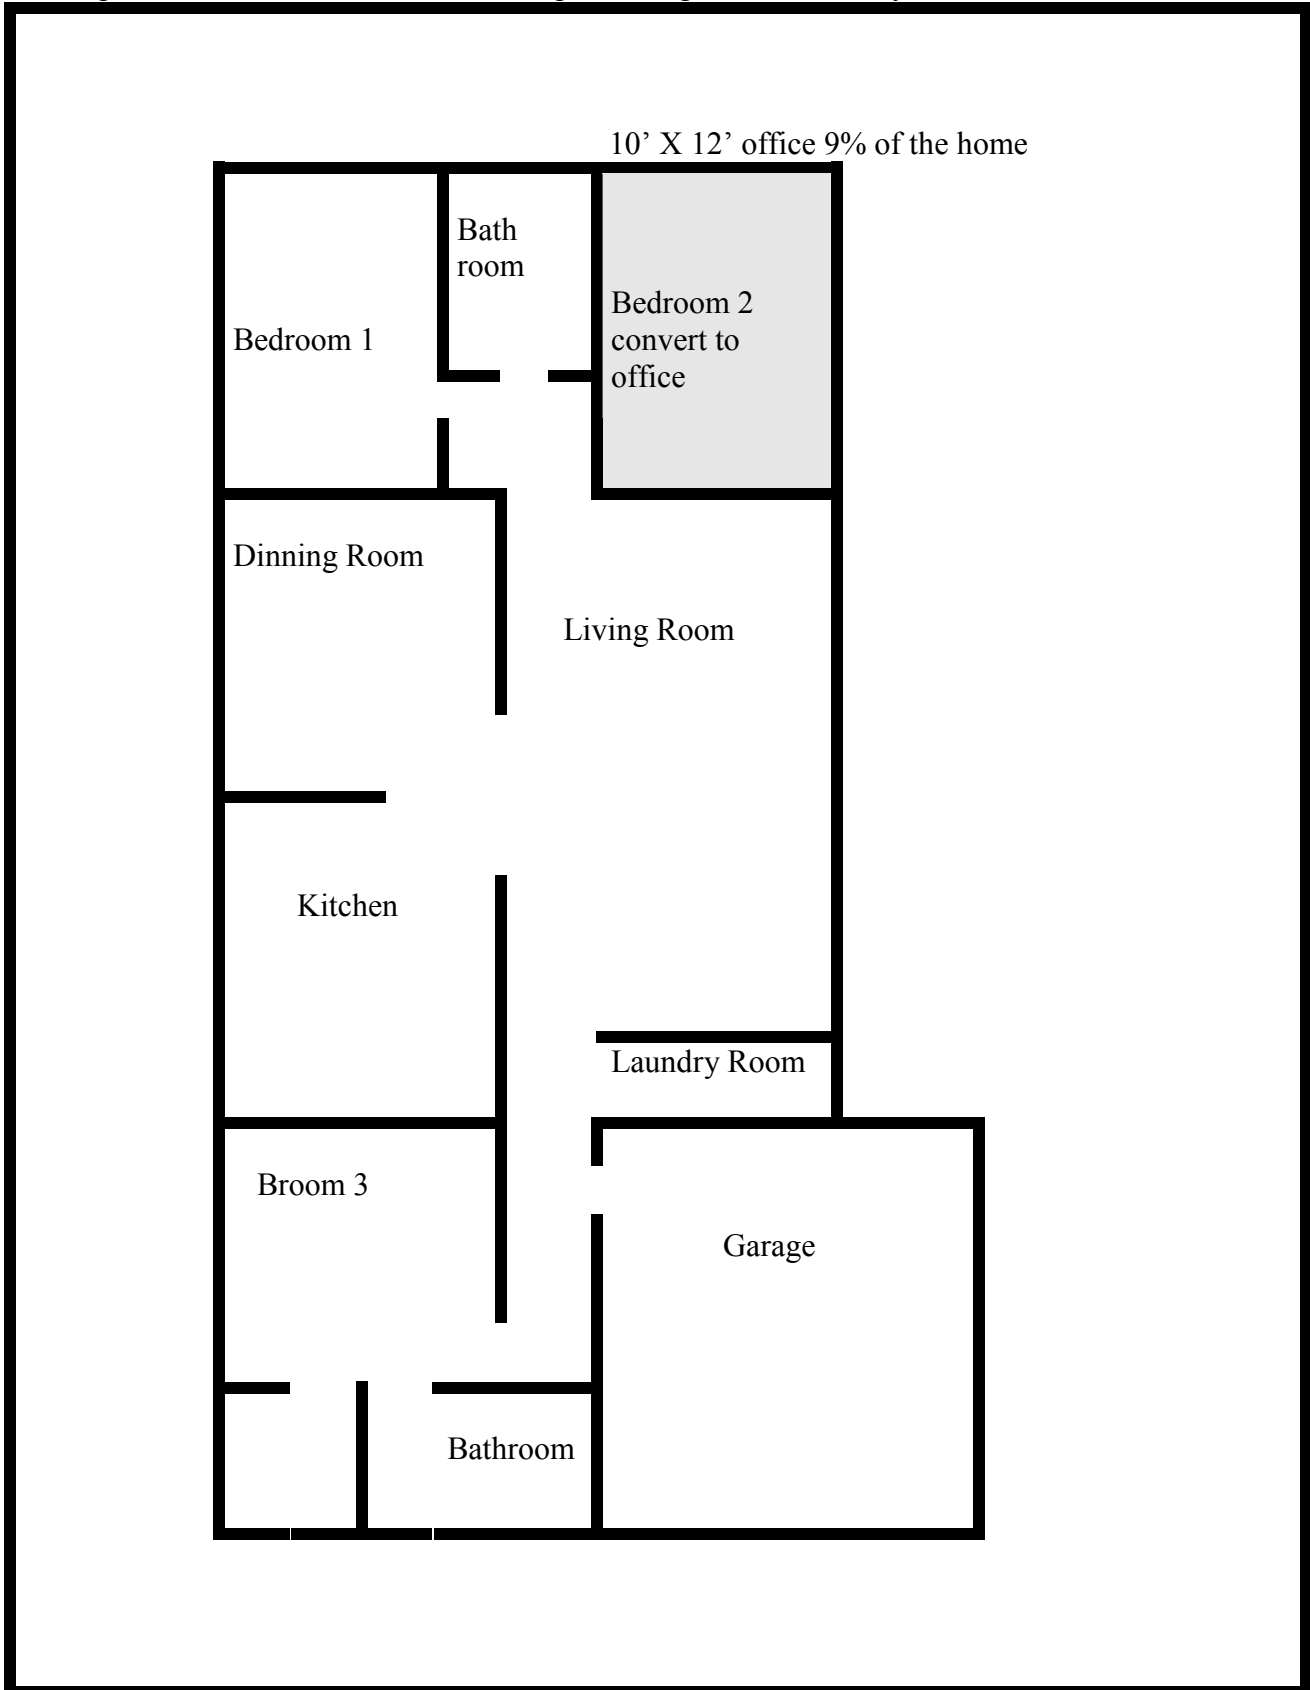 10’ X 12’ office 9% of the home
Bath
room
Bedroom 2
convert to
office
Bedroom 1
Dinning Room
Living Room
Kitchen
Laundry Room
Broom 3
Garage
Bathroom